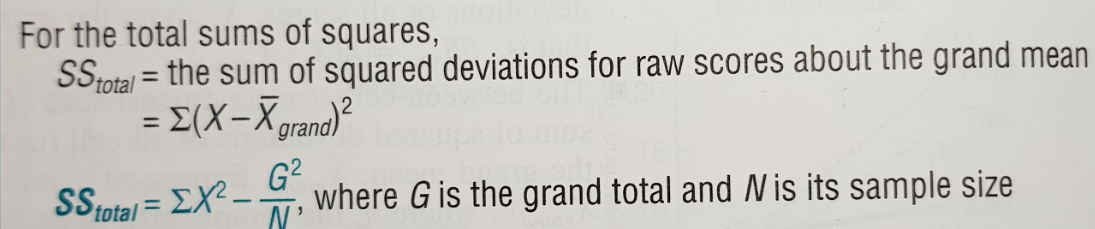 For the total sums of squares,
SS_total = the sum of squared deviations for raw scores about the grand mean
= Σ(X − X̄_grand)²
SS_total = ΣX² − G²/N, where G is the grand total and N is its sample size